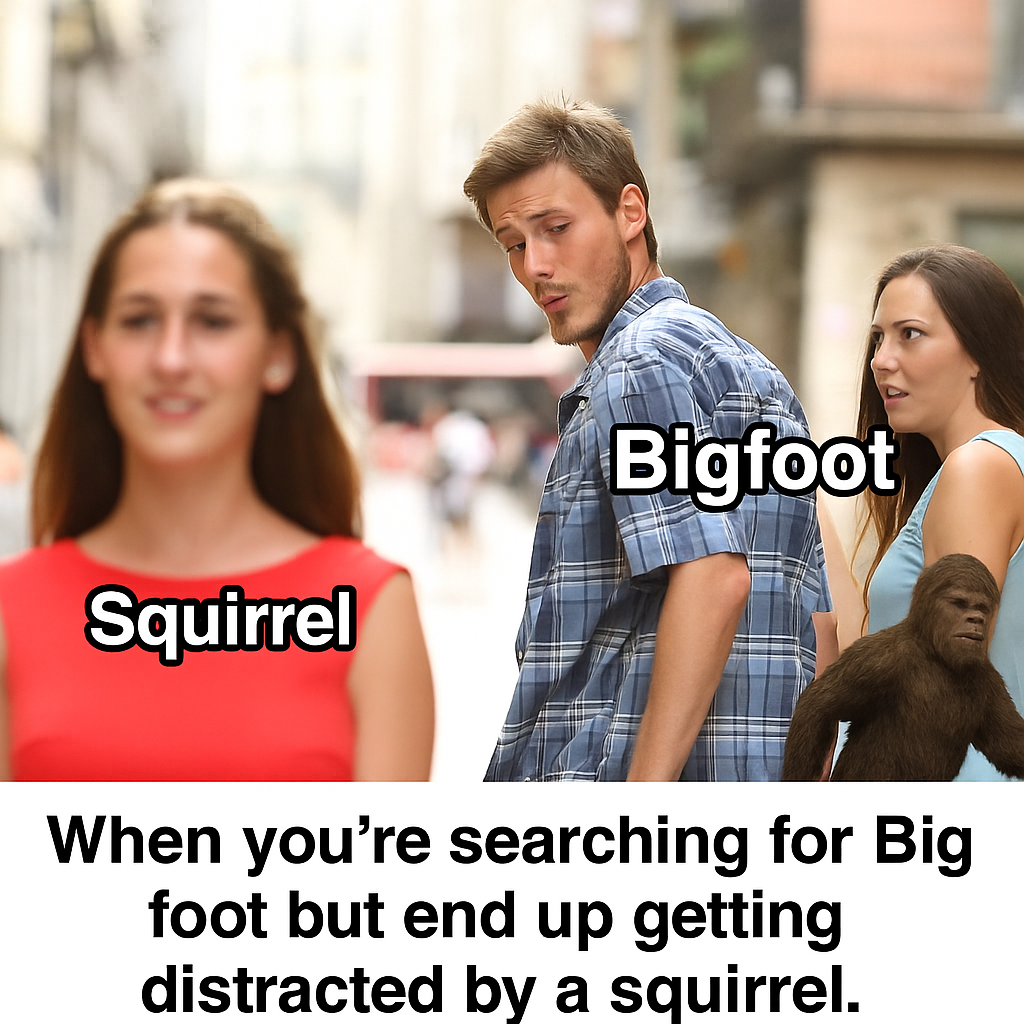 Bigfoot
Squirrel
When you’re searching for Big
foot but end up getting
distracted by a squirrel.